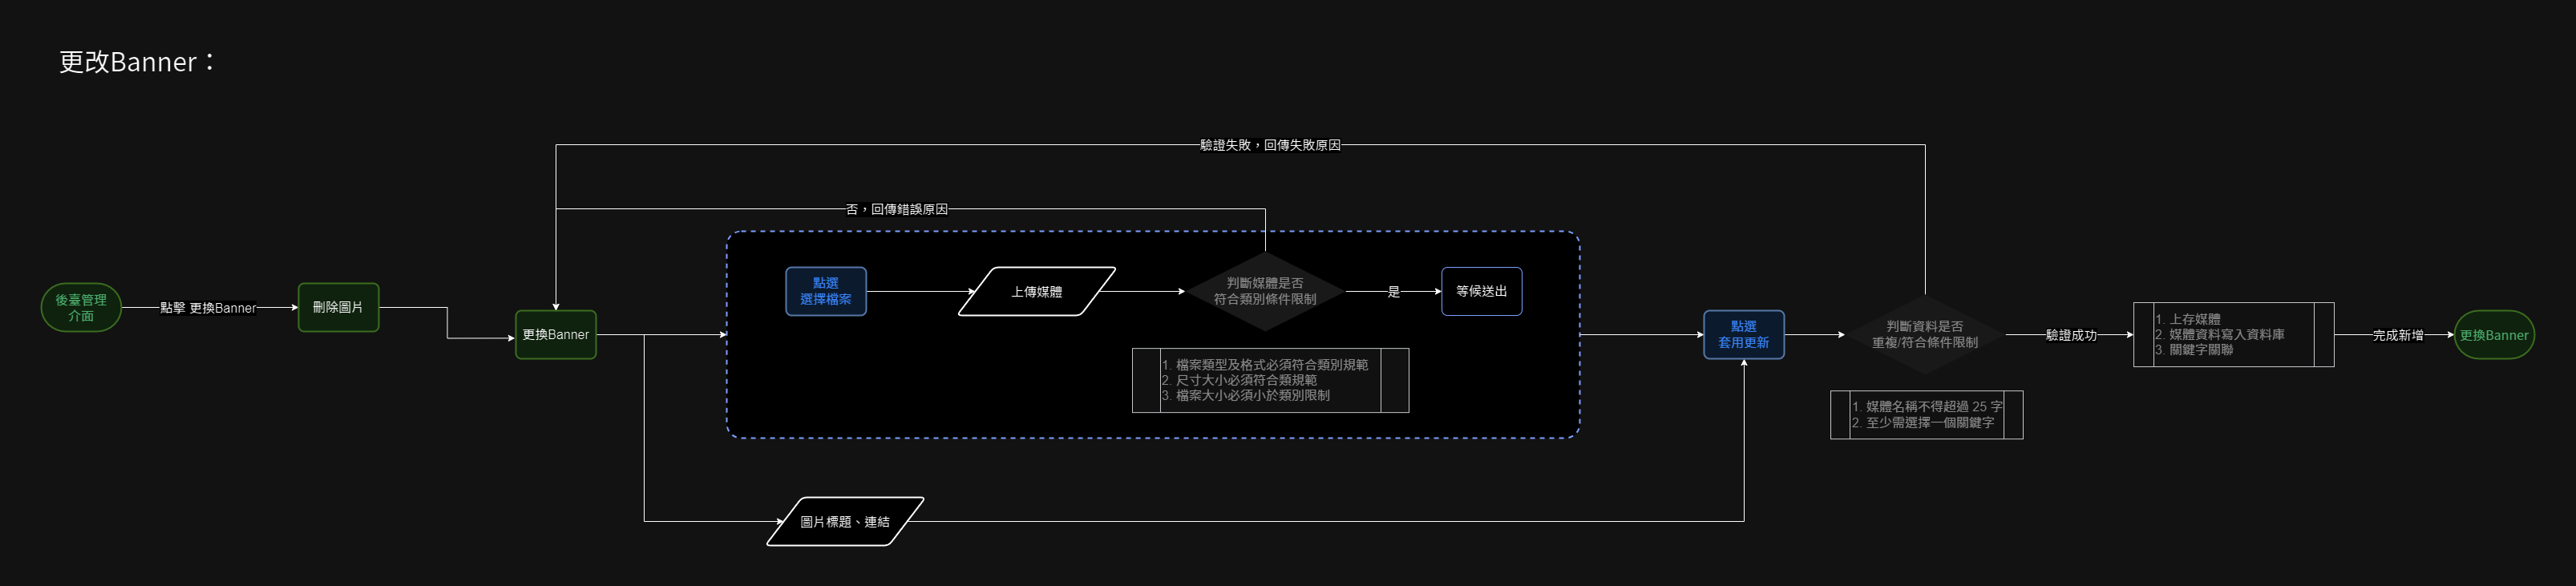 更改Banner：
驗證失敗，回傳失敗原因
否，回傳錯誤原因
後臺管理
介面
點擊 更換Banner
刪除圖片
更換Banner
點選
選擇檔案
上傳媒體
判斷媒體是否
符合類別條件限制
是
等候送出
1. 檔案類型及格式必須符合類別規範
2. 尺寸大小必須符合類規範
3. 檔案大小必須小於類別限制
圖片標題、連結
點選
套用更新
判斷資料是否
重複/符合條件限制
1. 媒體名稱不得超過 25 字
2. 至少需選擇一個關鍵字
驗證成功
1. 上存媒體
2. 媒體資料寫入資料庫
3. 關鍵字關聯
完成新增
更換Banner